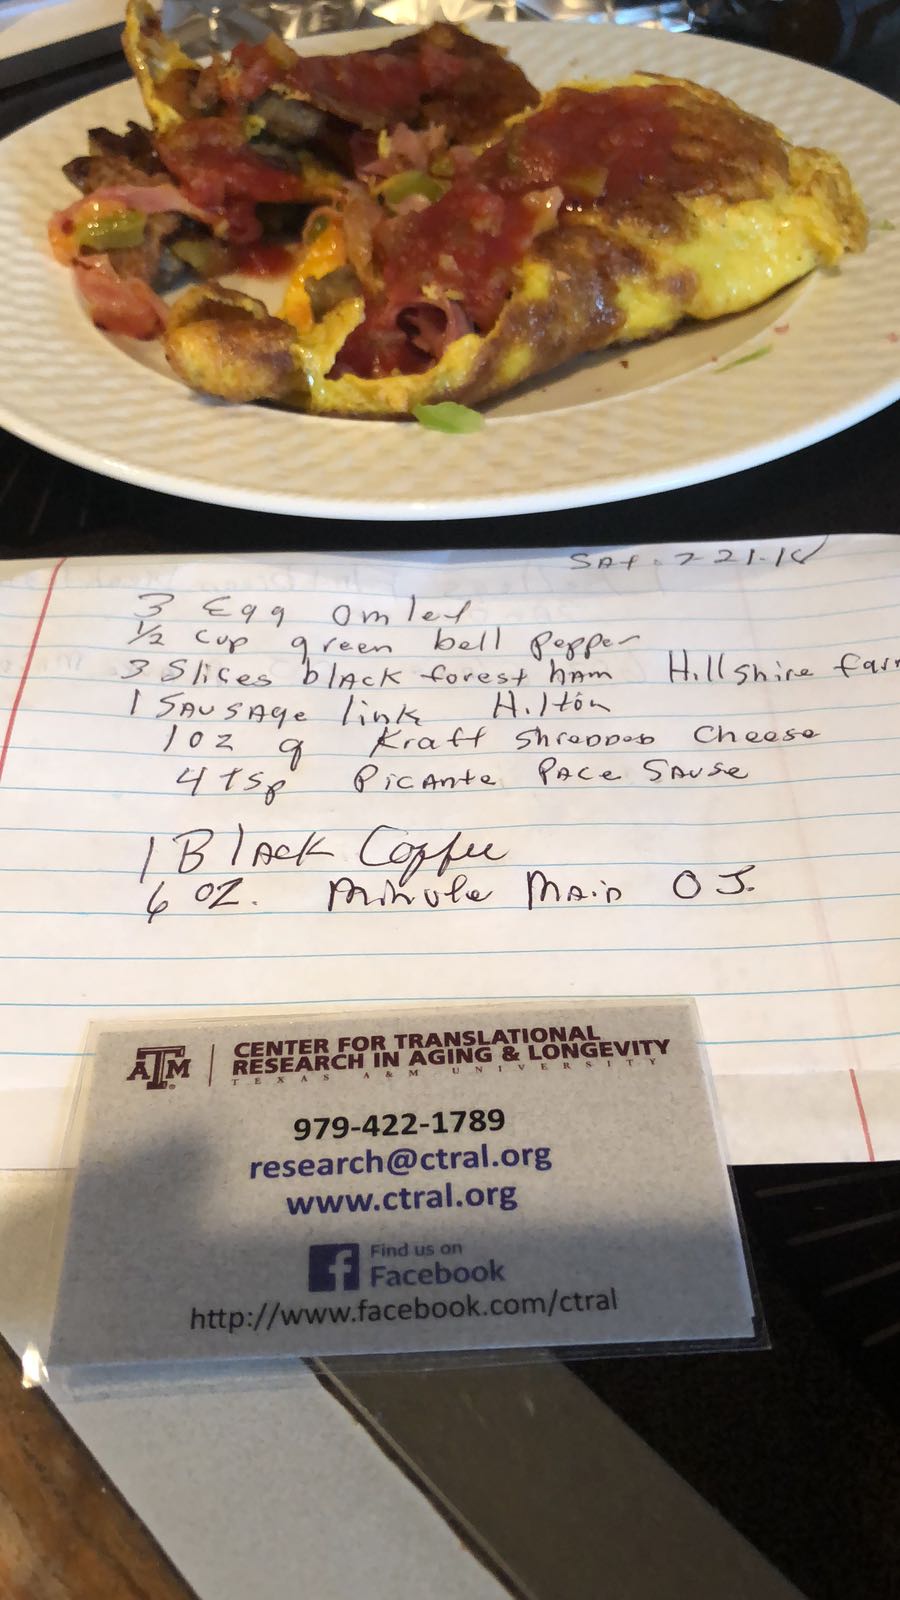 SAt. 7-21-18
3 Egg omlet
1/2 cup green bell pepper
3 Slices blACK forest hAm Hillshire farm
1 SAUSAge link Hilton
1 oz q Kraft Shredded Cheese
4 tsp PicAnte PACe SAuse
1 BlAck Coffee
6 OZ. Minute MAid O J.
ATM
CENTER FOR TRANSLATIONAL
RESEARCH IN AGING & LONGEVITY
TEXAS A&M UNIVERSITY
979-422-1789
research@ctral.org
www.ctral.org
f Find us on
Facebook
http://www.facebook.com/ctral